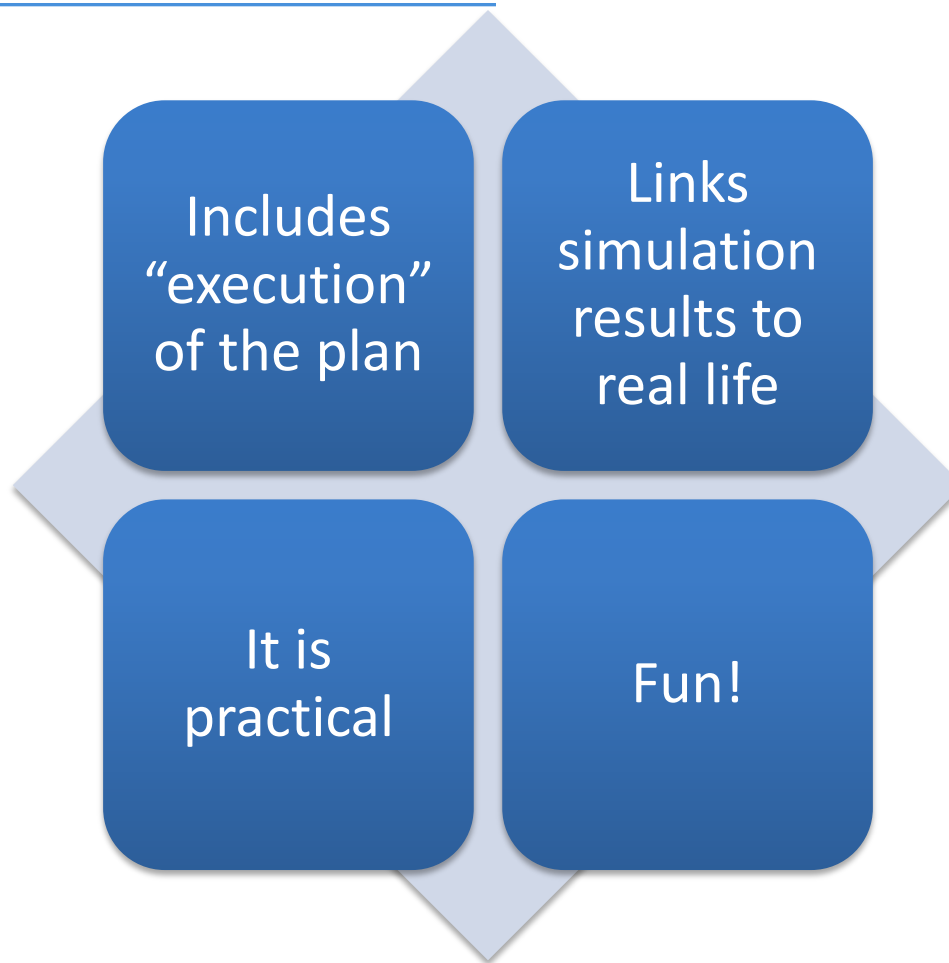 Includes
“execution”
of the plan
Links
simulation
results to
real life
It is
practical
Fun!